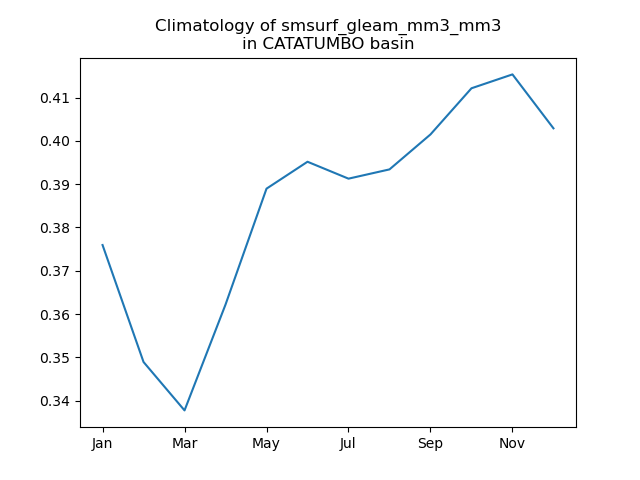 Climatology of smsurf_gleam_mm3_mm3
in CATATUMBO basin
0.41
0.40
0.39
0.38
0.37
0.36
0.35
0.34
Jan Mar May Jul Sep Nov